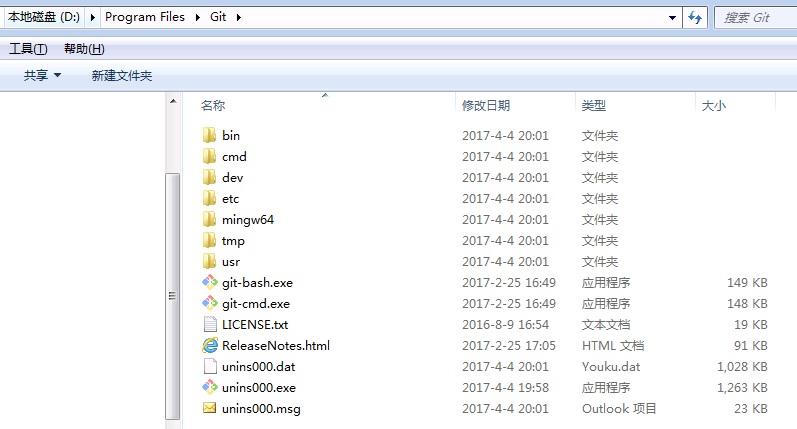 本地磁盘 (D:) Program Files Git 搜索 Git
工具(T) 帮助(H)
共享 新建文件夹
名称 修改日期 类型 大小
bin 2017-4-4 20:01 文件夹
cmd 2017-4-4 20:01 文件夹
dev 2017-4-4 20:01 文件夹
etc 2017-4-4 20:01 文件夹
mingw64 2017-4-4 20:01 文件夹
tmp 2017-4-4 20:01 文件夹
usr 2017-4-4 20:01 文件夹
git-bash.exe 2017-2-25 16:49 应用程序 149 KB
git-cmd.exe 2017-2-25 16:49 应用程序 148 KB
LICENSE.txt 2016-8-9 16:54 文本文档 19 KB
ReleaseNotes.html 2017-2-25 17:05 HTML 文档 91 KB
unins000.dat 2017-4-4 20:01 Youku.dat 1,028 KB
unins000.exe 2017-4-4 19:58 应用程序 1,263 KB
unins000.msg 2017-4-4 20:01 Outlook 项目 23 KB